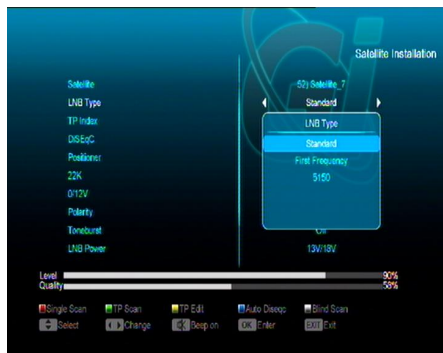 Satellite Installation
Satellite 52) Satellite_7
LNB Type Standard
TP Index LNB Type
DiSEqC Standard
Positioner First Frequency
22K 5150
0/12V
Polarity
Toneburst Off
LNB Power 13V/18V
Level 90%
Quality 58%
Single Scan TP Scan TP Edit Auto Diseqc Blind Scan
Select Change Beep on OK Enter EXIT Exit